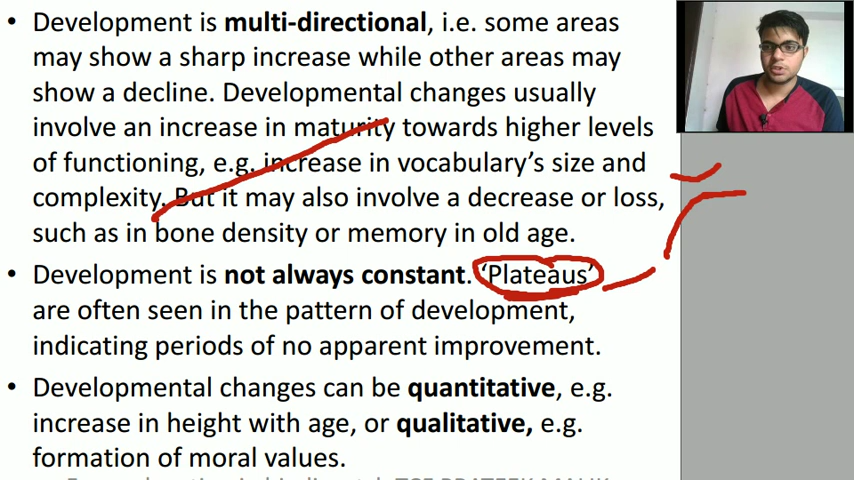 • Development is multi-directional, i.e. some areas
may show a sharp increase while other areas may
show a decline. Developmental changes usually
involve an increase in maturity towards higher levels
of functioning, e.g. increase in vocabulary's size and
complexity. But it may also involve a decrease or loss,
such as in bone density or memory in old age.
• Development is not always constant. ‘Plateaus’
are often seen in the pattern of development,
indicating periods of no apparent improvement.
• Developmental changes can be quantitative, e.g.
increase in height with age, or qualitative, e.g.
formation of moral values.